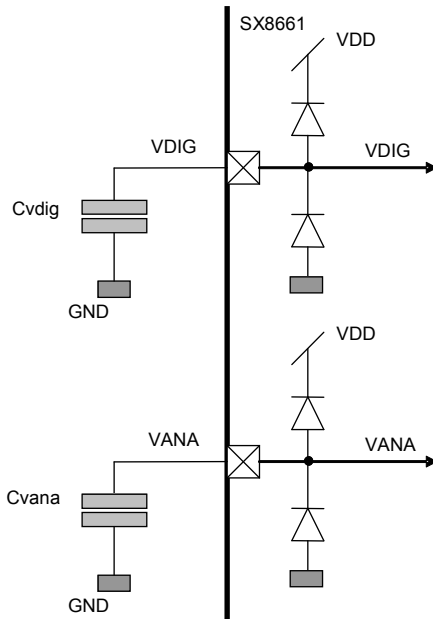 SX8661
VDD
VDIG
VDIG
Cvdig
GND
VDD
VANA
VANA
Cvana
GND